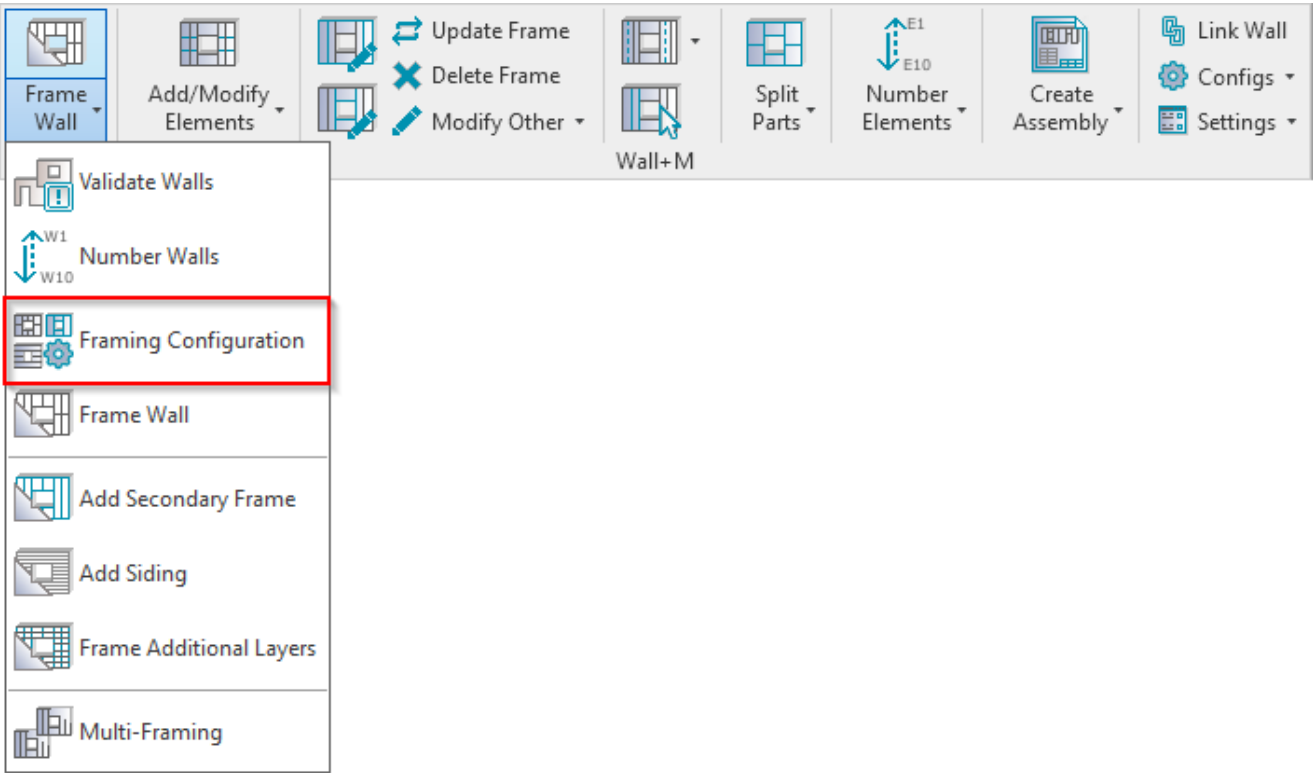 Frame
Wall
Add/Modify
Elements
Update Frame
Delete Frame
Modify Other
Split
Parts
E1
E10
Number
Elements
Create
Assembly
Link Wall
Configs
Settings
Wall+M
Validate Walls
W1
W10
Number Walls
Framing Configuration
Frame Wall
Add Secondary Frame
Add Siding
Frame Additional Layers
Multi-Framing